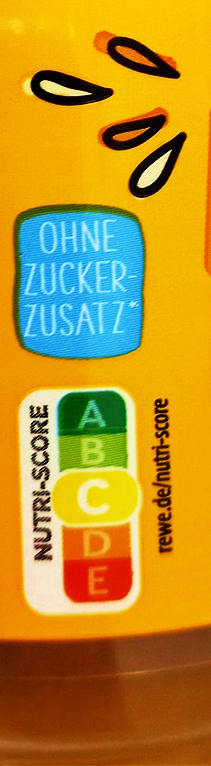 OHNE
ZUCKER-
ZUSATZ*
NUTRI-SCORE
A
B
C
D
E
rewe.de/nutri-score